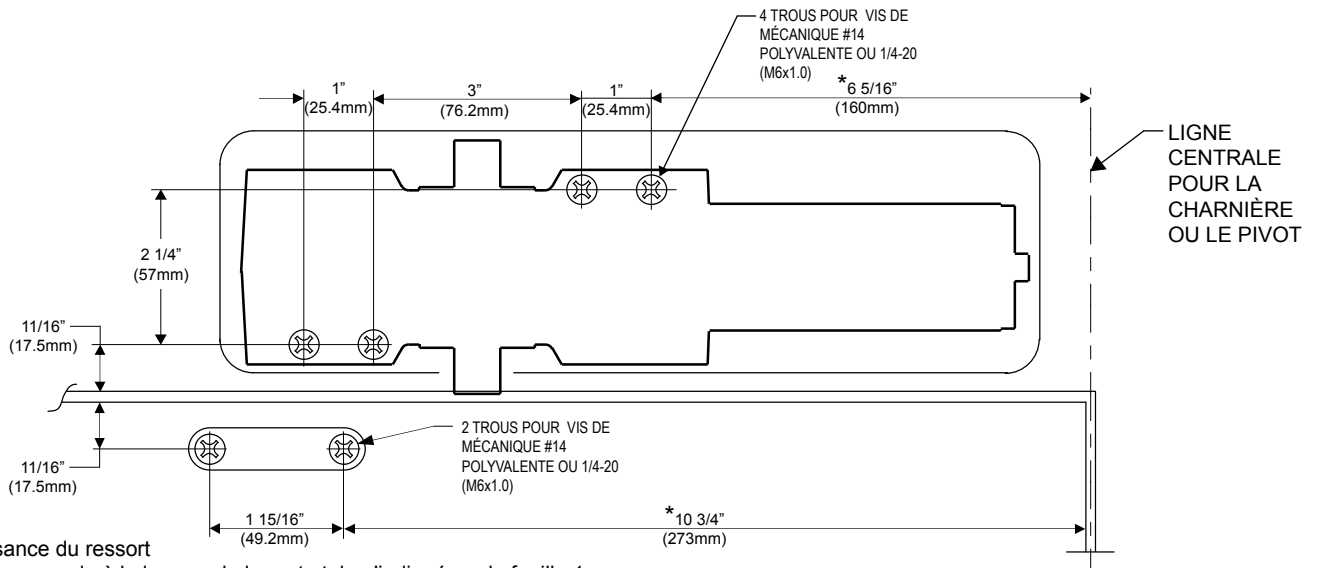 4 TROUS POUR VIS DE
MÉCANIQUE #14
POLYVALENTE OU 1/4-20
(M6x1.0)
1”
(25.4mm)
3”
(76.2mm)
1”
(25.4mm)
*6 5/16”
(160mm)
LIGNE
CENTRALE
POUR LA
CHARNIÈRE
OU LE PIVOT
2 1/4”
(57mm)
11/16”
(17.5mm)
2 TROUS POUR VIS DE
MÉCANIQUE #14
POLYVALENTE OU 1/4-20
(M6x1.0)
11/16”
(17.5mm)
1 15/16”
(49.2mm)
*10 3/4”
(273mm)
sance du ressort